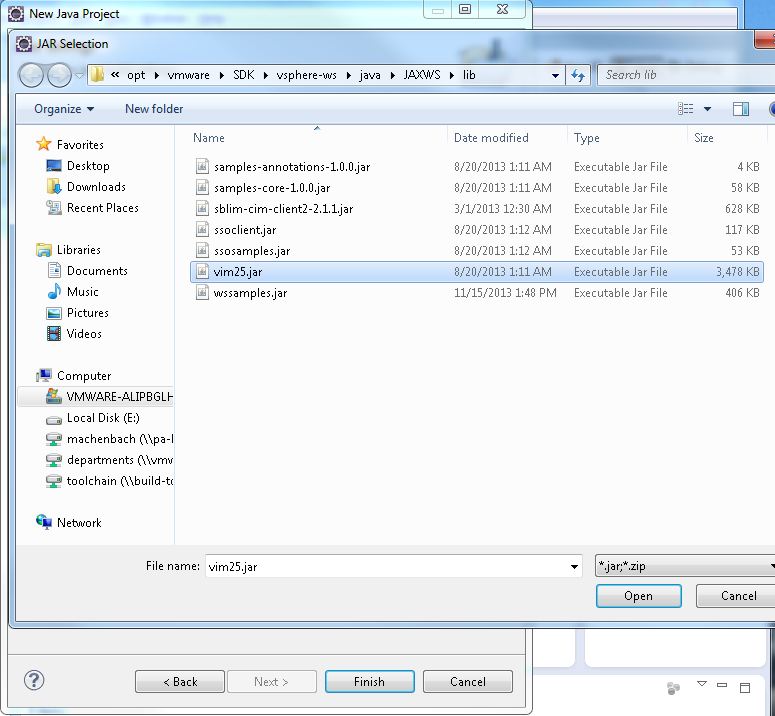 New Java Project
JAR Selection
« opt vmware SDK vsphere-ws java JAXWS lib
Search lib
Organize New folder
Name Date modified Type Size
samples-annotations-1.0.0.jar 8/20/2013 1:11 AM Executable Jar File 4 KB
samples-core-1.0.0.jar 8/20/2013 1:11 AM Executable Jar File 58 KB
sblim-cim-client2-2.1.1.jar 3/1/2013 12:30 AM Executable Jar File 628 KB
ssoclient.jar 8/20/2013 1:12 AM Executable Jar File 117 KB
ssosamples.jar 8/20/2013 1:12 AM Executable Jar File 53 KB
vim25.jar 8/20/2013 1:11 AM Executable Jar File 3,478 KB
wssamples.jar 11/15/2013 1:48 PM Executable Jar File 406 KB
Favorites
Desktop
Downloads
Recent Places
Libraries
Documents
Music
Pictures
Videos
Computer
VMWARE-ALIPBGLH
Local Disk (E:)
machenbach (\\pa-
departments (\\vmw
toolchain (\\build-to
Network
File name: vim25.jar
*.jar;*.zip
Open Cancel
? < Back Next > Finish Cancel